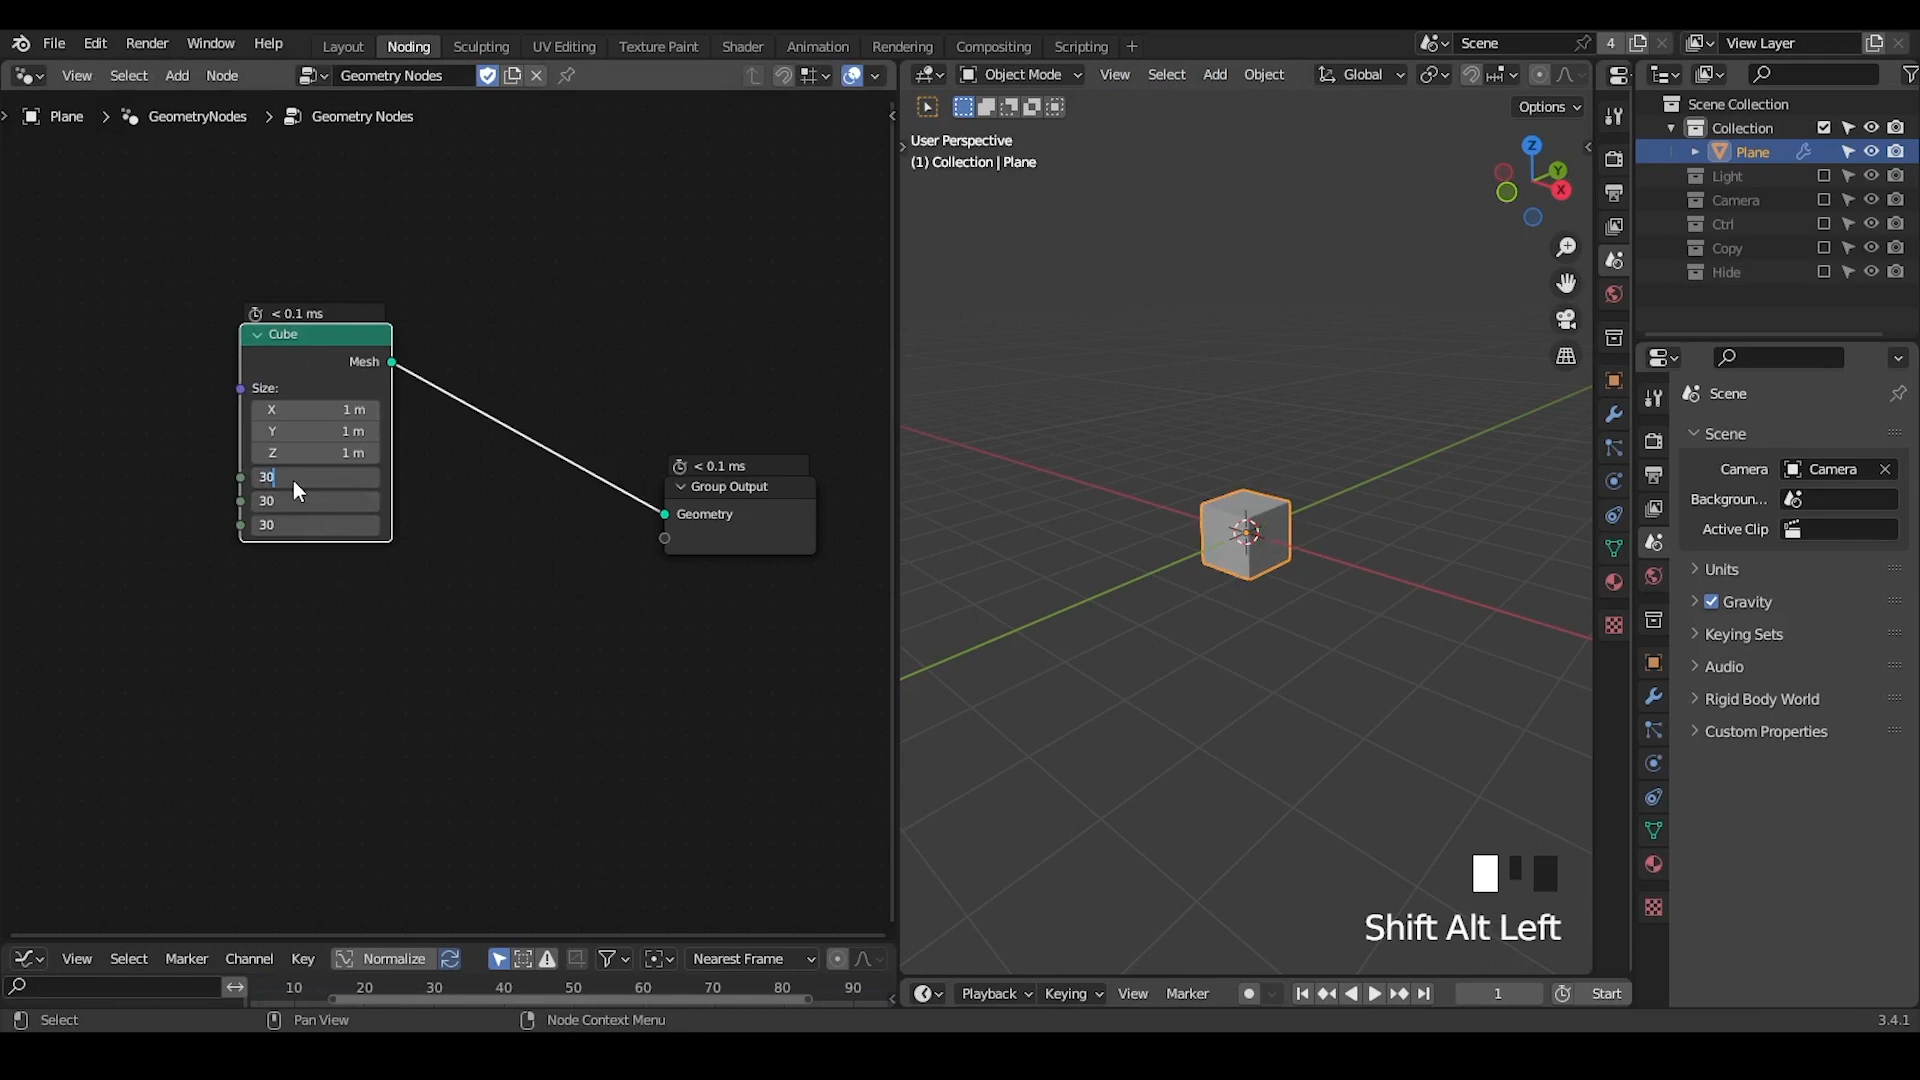 File Edit Render Window Help Layout Noding Sculpting UV Editing Texture Paint Shader Animation Rendering Compositing Scripting + Scene 4 View Layer
View Select Add Node Geometry Nodes Object Mode View Select Add Object Global
Plane > GeometryNodes > Geometry Nodes
Options
User Perspective
(1) Collection | Plane
Z
Y
X
Scene Collection
Collection
Plane
Light
Camera
Ctrl
Copy
Hide
< 0.1 ms
Cube
Mesh
Size:
X 1 m
Y 1 m
Z 1 m
30
30
30
< 0.1 ms
Group Output
Geometry
Scene
Scene
Camera Camera
Backgroun...
Active Clip
Units
Gravity
Keying Sets
Audio
Rigid Body World
Custom Properties
Shift Alt Left
View Select Marker Channel Key Normalize Nearest Frame
10 20 30 40 50 60 70 80 90
Playback Keying View Marker 1 Start
Select Pan View Node Context Menu 3.4.1